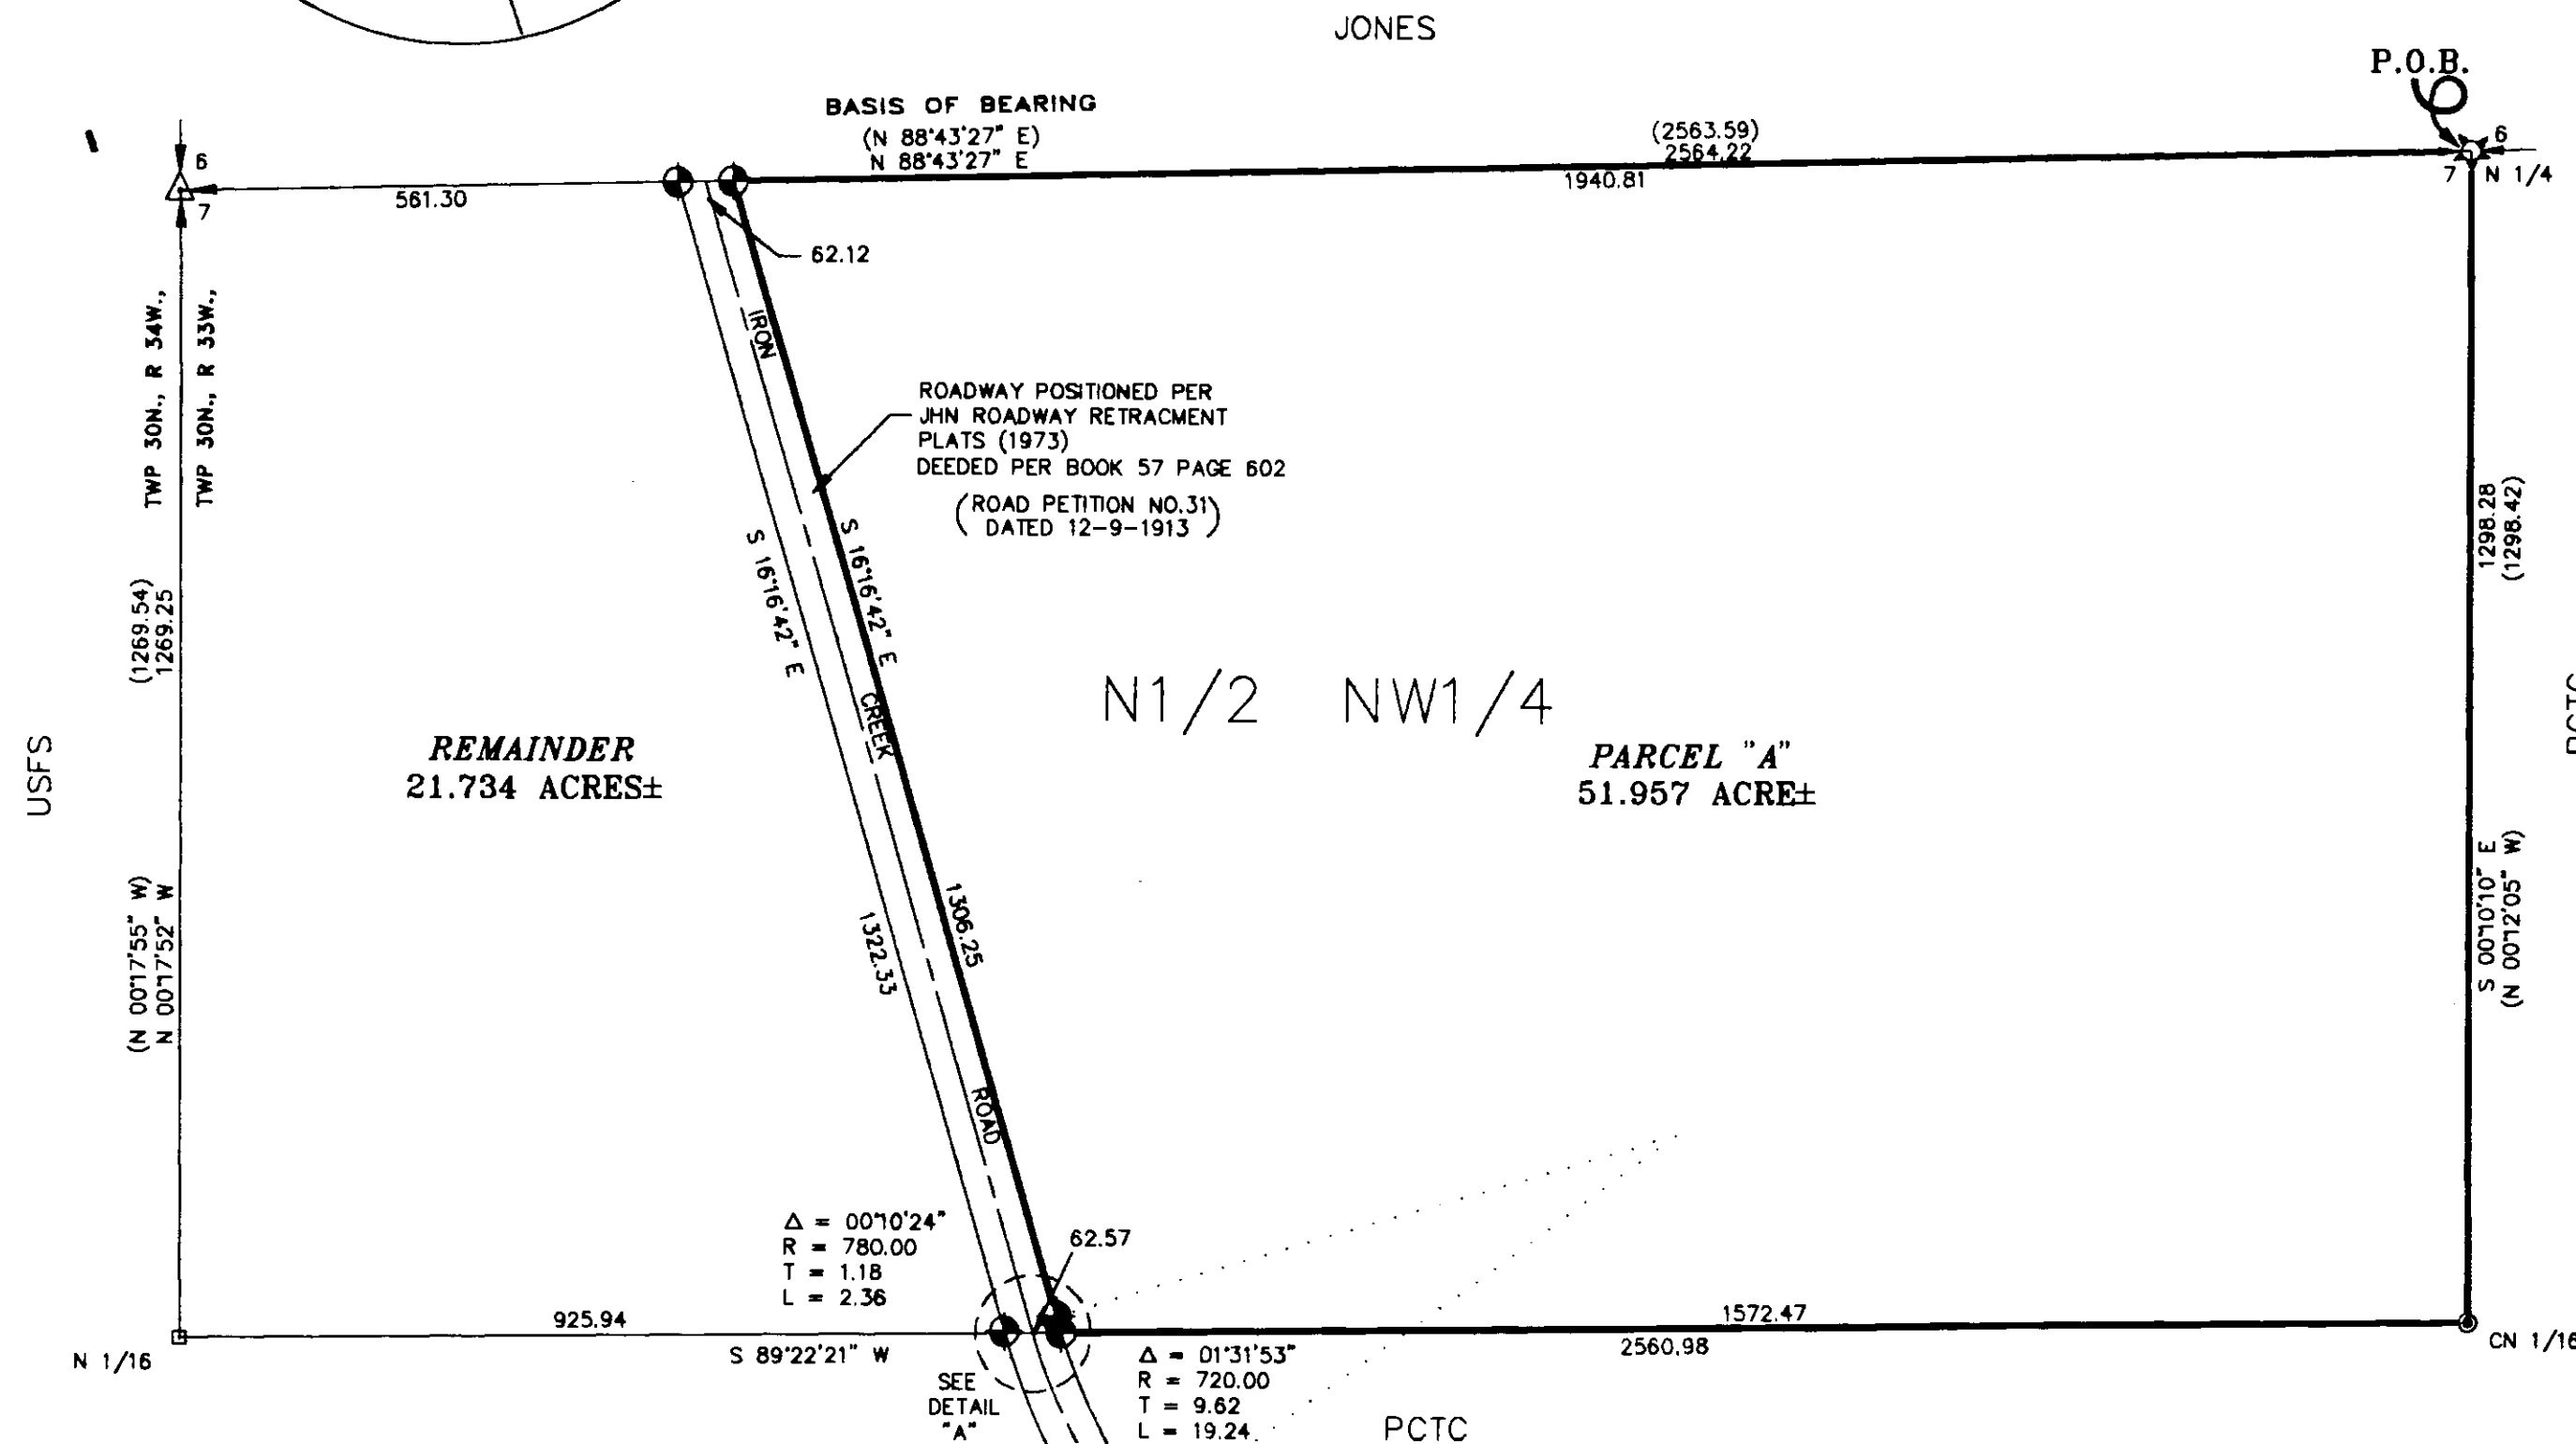 JONES
P.O.B.
BASIS OF BEARING
(N 88°43'27" E)
N 88°43'27" E
(2563.59)
2564.22
6
7
6
7 N 1/4
561.30
1940.81
62.12
TWP 30N., R 34W.,
TWP 30N., R 33W.,
IRON
CREEK
ROAD
ROADWAY POSITIONED PER
JHN ROADWAY RETRACMENT
PLATS (1973)
DEEDED PER BOOK 57 PAGE 602
(ROAD PETITION NO.31)
DATED 12-9-1913
S 16°16'42" E
S 16°16'42" E
1298.28
(1298.42)
(1269.54)
1269.25
N1/2 NW1/4
USFS
REMAINDER
21.734 ACRES±
PARCEL "A"
51.957 ACRE±
(N 00°17'55" W)
N 00°17'52" W
1322.33
1306.25
S 00°10'10" E
(N 00°12'05" W)
Δ = 00°10'24"
R = 780.00
T = 1.18
L = 2.36
62.57
925.94
1572.47
N 1/16
S 89°22'21" W
2560.98
CN 1/16
SEE
DETAIL
"A"
Δ = 01°31'53"
R = 720.00
T = 9.62
L = 19.24
PCTC